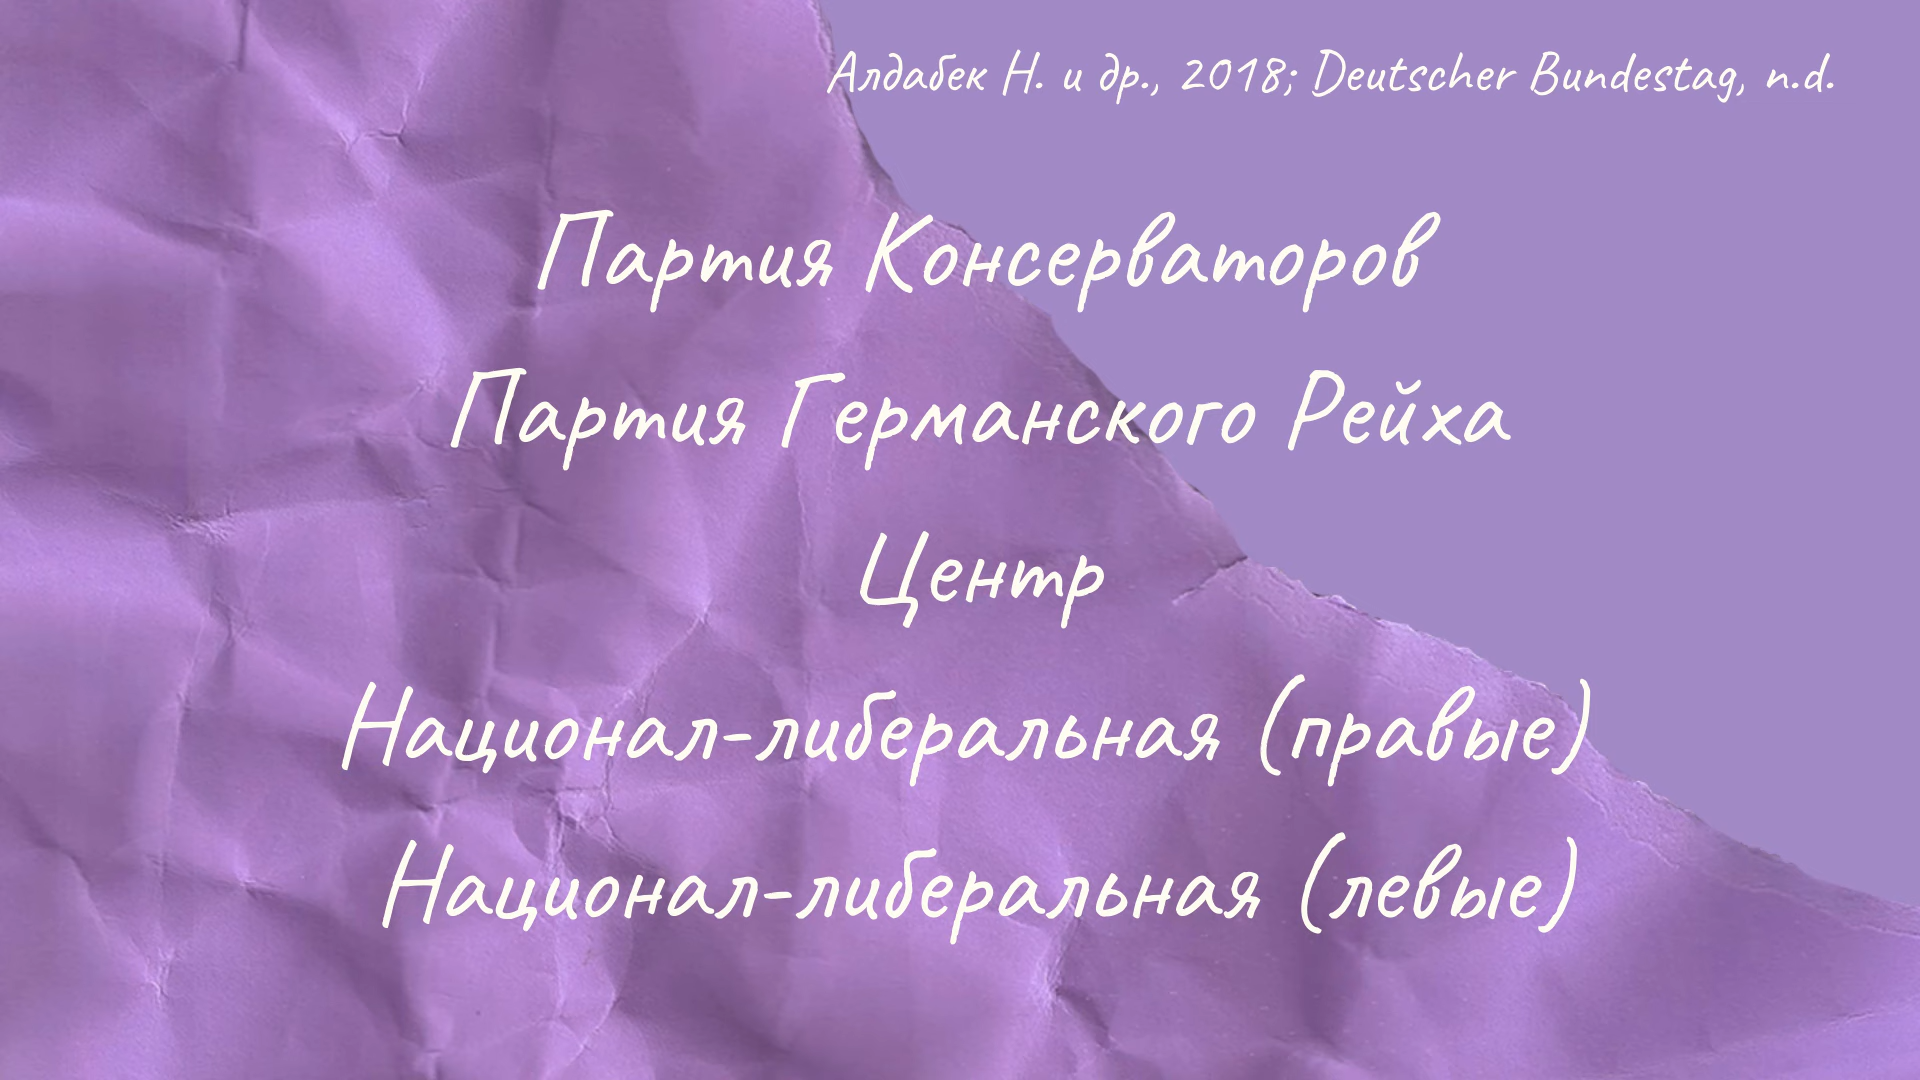 Алдабек Н. и др., 2018; Deutscher Bundestag, n.d.
Партия Консерваторов
Партия Германского Рейха
Центр
Национал-либеральная (правые)
Национал-либеральная (левые)